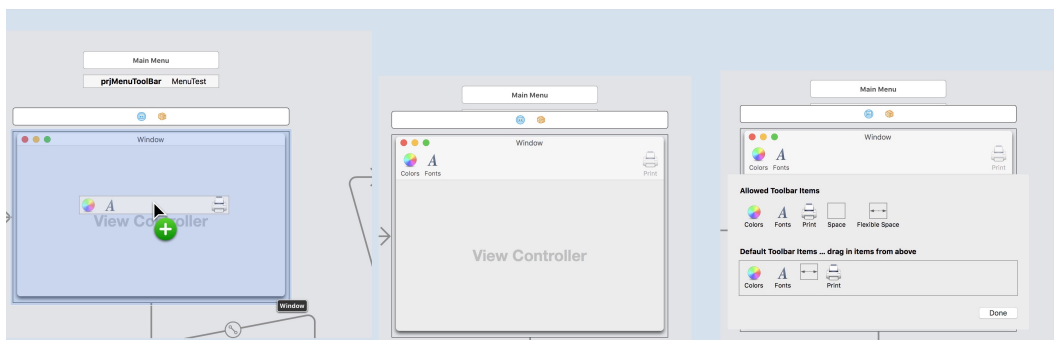 Main Menu
prjMenuToolBar MenuTest
Window
View Controller
Window
Main Menu
Window
Colors Fonts Print
View Controller
Main Menu
Window
Colors Fonts Print
Allowed Toolbar Items
Colors Fonts Print Space Flexible Space
Default Toolbar Items ... drag in items from above
Colors Fonts Print
Done